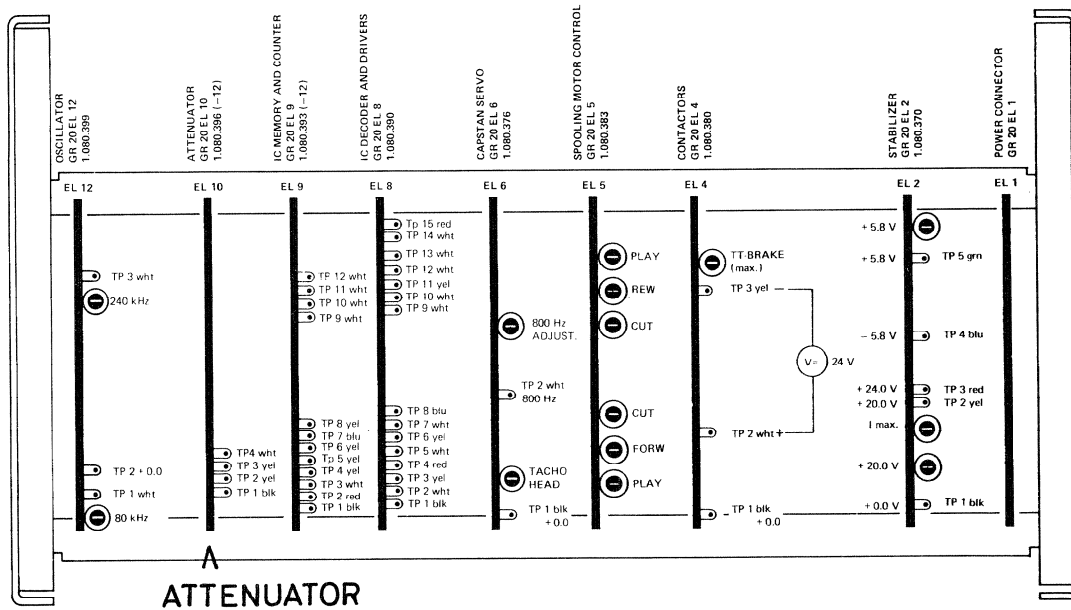 OSCILLATOR
GR 20 EL 12
1.080.399
ATTENUATOR
GR 20 EL 10
1.080.396 (-12)
IC MEMORY AND COUNTER
GR 20 EL 9
1.080.393 (-12)
IC DECODER AND DRIVERS
GR 20 EL 8
1.080.390
CAPSTAN SERVO
GR 20 EL 6
1.080.376
SPOOLING MOTOR CONTROL
GR 20 EL 5
1.080.383
CONTACTORS
GR 20 EL 4
1.080.380
STABILIZER
GR 20 EL 2
1.080.370
POWER CONNECTOR
GR 20 EL 1
EL 12
EL 10
EL 9
EL 8
EL 6
EL 5
EL 4
EL 2
EL 1
TP 3 wht
240 kHz
TP 2 + 0.0
TP 1 wht
80 kHz
TP4 wht
TP 3 yel
TP 2 yel
TP 1 blk
TP 12 wht
TP 11 wht
TP 10 wht
TP 9 wht
TP 8 yel
TP 7 blu
TP 6 yel
Tp 5 yel
TP 4 yel
TP 3 wht
TP 2 red
TP 1 blk
Tp 15 red
TP 14 wht
TP 13 wht
TP 12 wht
TP 11 yel
TP 10 wht
TP 9 wht
TP 8 blu
TP 7 wht
TP 6 yel
TP 5 wht
TP 4 red
TP 3 yel
TP 2 wht
TP 1 blk
800 Hz
ADJUST.
TP 2 wht
800 Hz
TACHO
HEAD
TP 1 blk
+ 0.0
PLAY
REW
CUT
CUT
FORW
PLAY
TT-BRAKE
(max.)
TP 3 yel
V= 24 V
TP 2 wht +
TP 1 blk
+ 0.0
+ 5.8 V
+ 5.8 V TP 5 grn
– 5.8 V TP 4 blu
+ 24.0 V TP 3 red
+ 20.0 V TP 2 yel
I max.
+ 20.0 V
+ 0.0 V TP 1 blk
ATTENUATOR